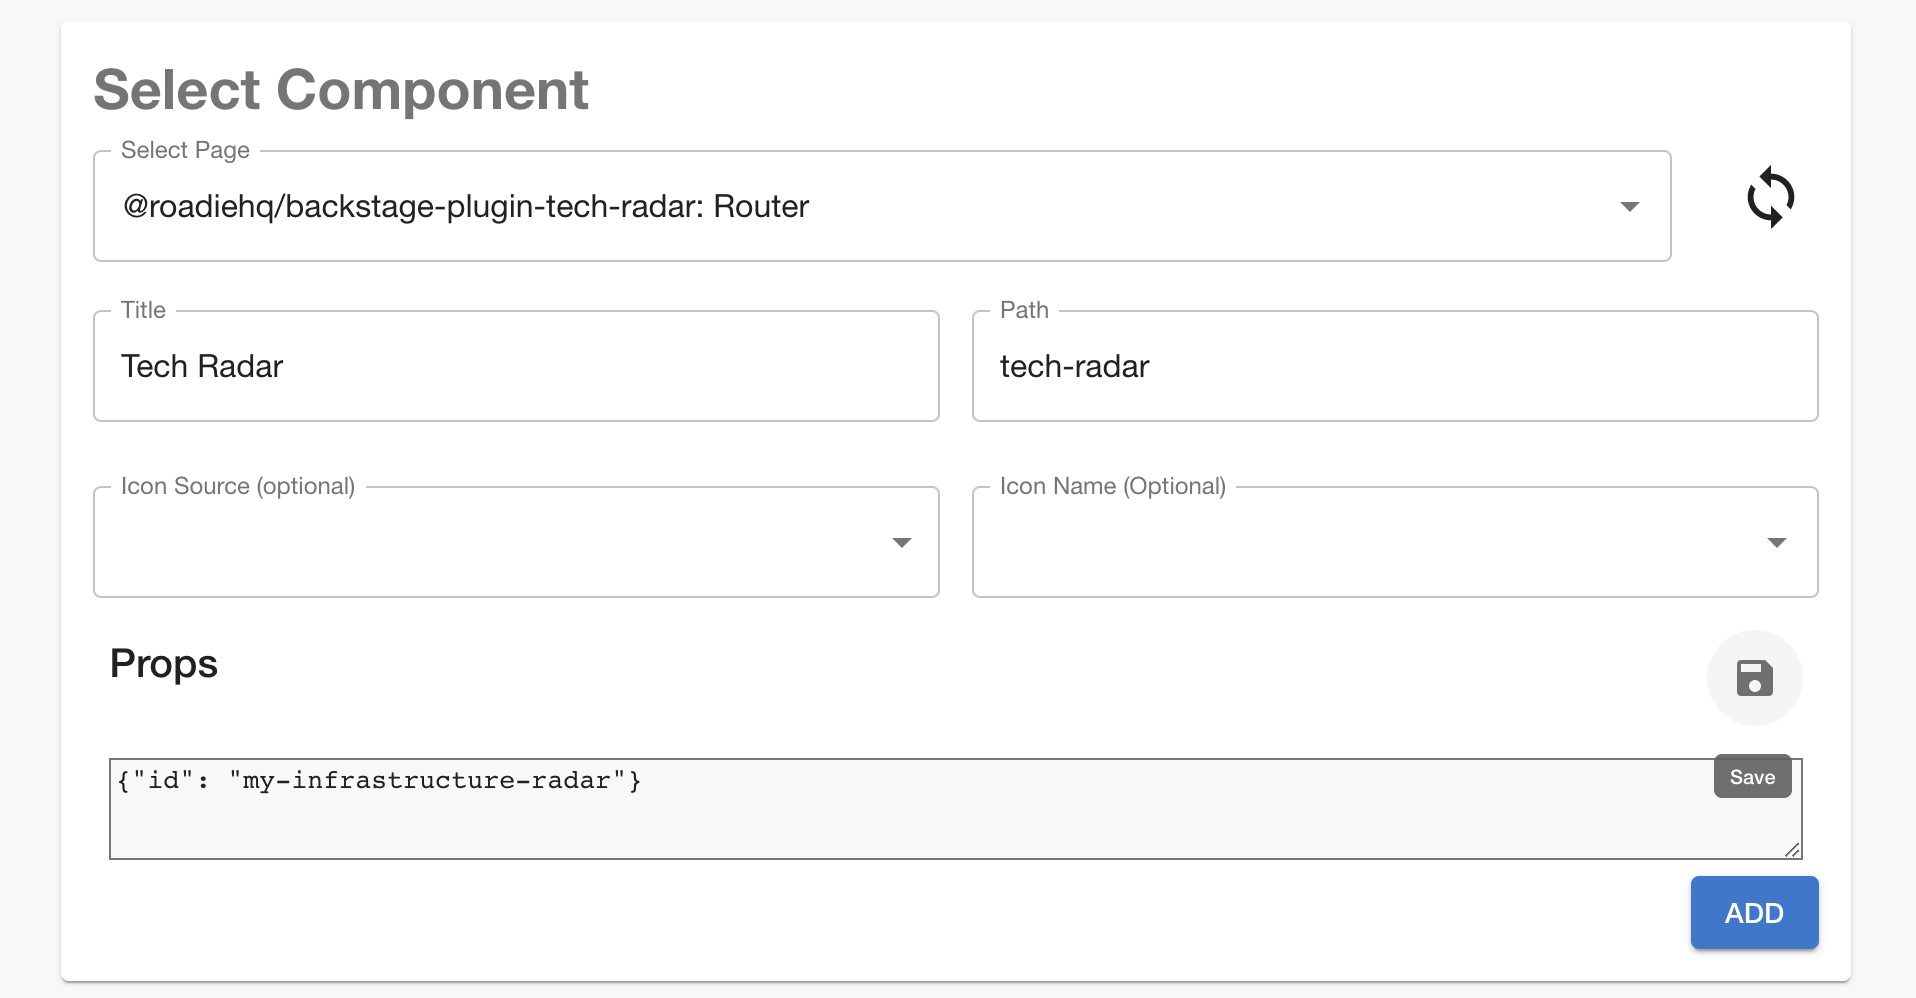 Select Component
Select Page
@roadiehq/backstage-plugin-tech-radar: Router
Title
Tech Radar
Path
tech-radar
Icon Source (optional)
Icon Name (Optional)
Props
{"id": "my-infrastructure-radar"}
Save
ADD